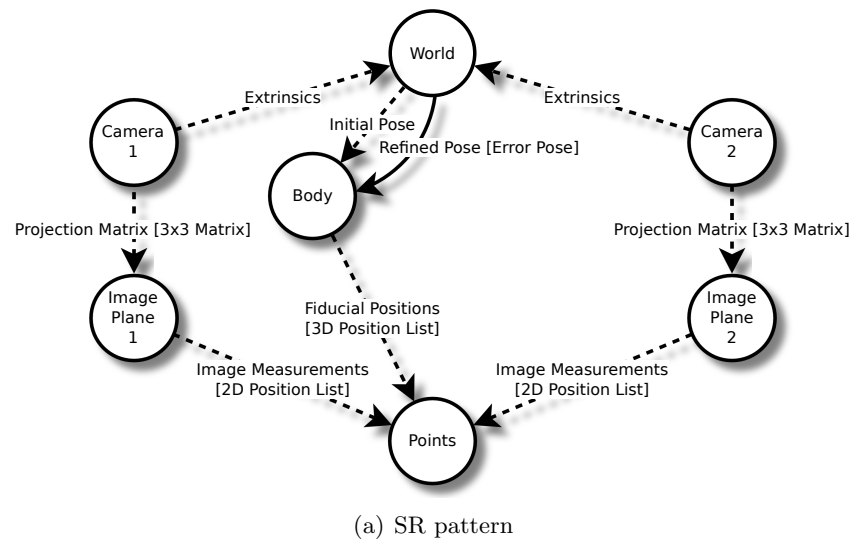 World
Extrinsics
Extrinsics
Camera
1
Initial Pose
Camera
2
Refined Pose [Error Pose]
Body
Projection Matrix [3x3 Matrix]
Projection Matrix [3x3 Matrix]
Image
Plane
1
Fiducial Positions
[3D Position List]
Image
Plane
2
Image Measurements
[2D Position List]
Image Measurements
[2D Position List]
Points
(a) SR pattern